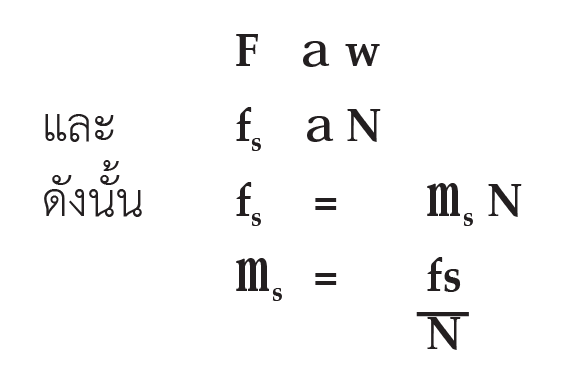 F a w
และ f_s a N
ดังนั้น f_s = m_s N
m_s = fs
N